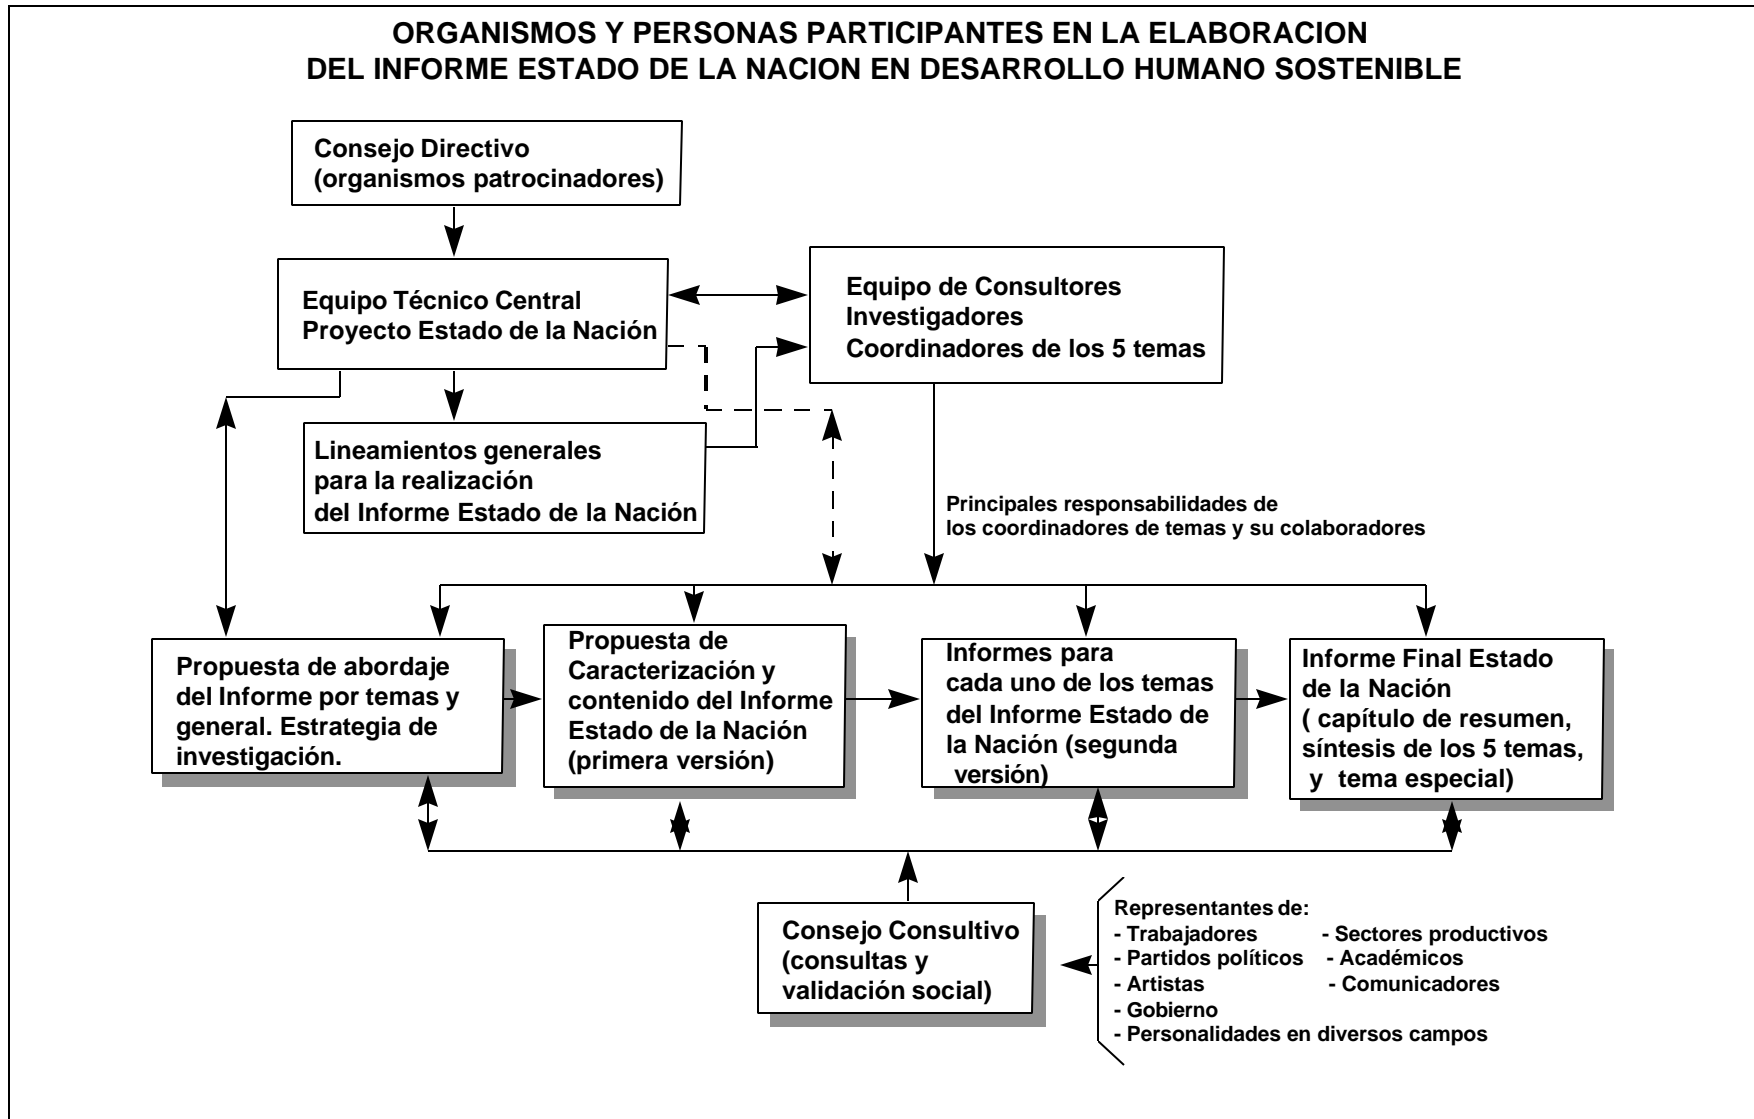 ORGANISMOS Y PERSONAS PARTICIPANTES EN LA ELABORACION
DEL INFORME ESTADO DE LA NACION EN DESARROLLO HUMANO SOSTENIBLE
Consejo Directivo
(organismos patrocinadores)
Equipo Técnico Central
Proyecto Estado de la Nación
Equipo de Consultores
Investigadores
Coordinadores de los 5 temas
Lineamientos generales
para la realización
del Informe Estado de la Nación
Principales responsabilidades de
los coordinadores de temas y su colaboradores
Propuesta de abordaje
del Informe por temas y
general. Estrategia de
investigación.
Propuesta de
Caracterización y
contenido del Informe
Estado de la Nación
(primera versión)
Informes para
cada uno de los temas
del Informe Estado de
la Nación (segunda
versión)
Informe Final Estado
de la Nación
( capítulo de resumen,
síntesis de los 5 temas,
y tema especial)
Consejo Consultivo
(consultas y
validación social)
Representantes de:
- Trabajadores - Sectores productivos
- Partidos políticos - Académicos
- Artistas - Comunicadores
- Gobierno
- Personalidades en diversos campos